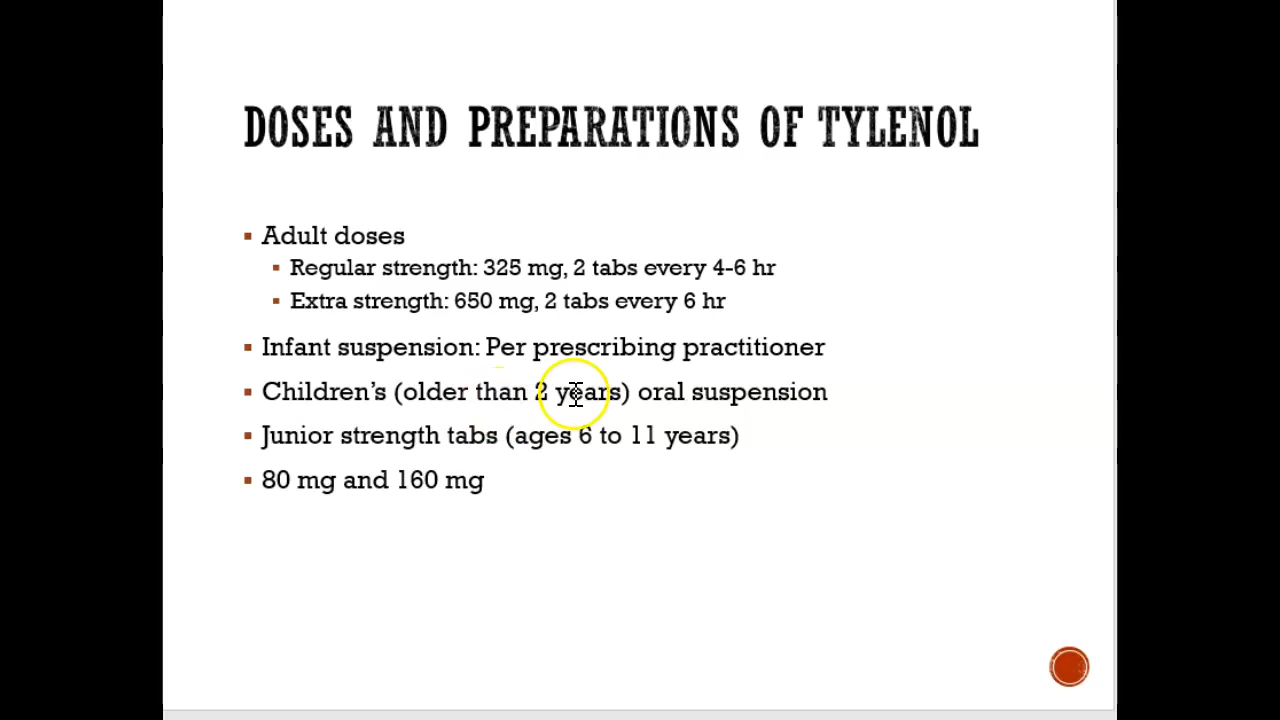 DOSES AND PREPARATIONS OF TYLENOL
▪ Adult doses
▪ Regular strength: 325 mg, 2 tabs every 4-6 hr
▪ Extra strength: 650 mg, 2 tabs every 6 hr
▪ Infant suspension: Per prescribing practitioner
▪ Children's (older than 2 years) oral suspension
▪ Junior strength tabs (ages 6 to 11 years)
▪ 80 mg and 160 mg